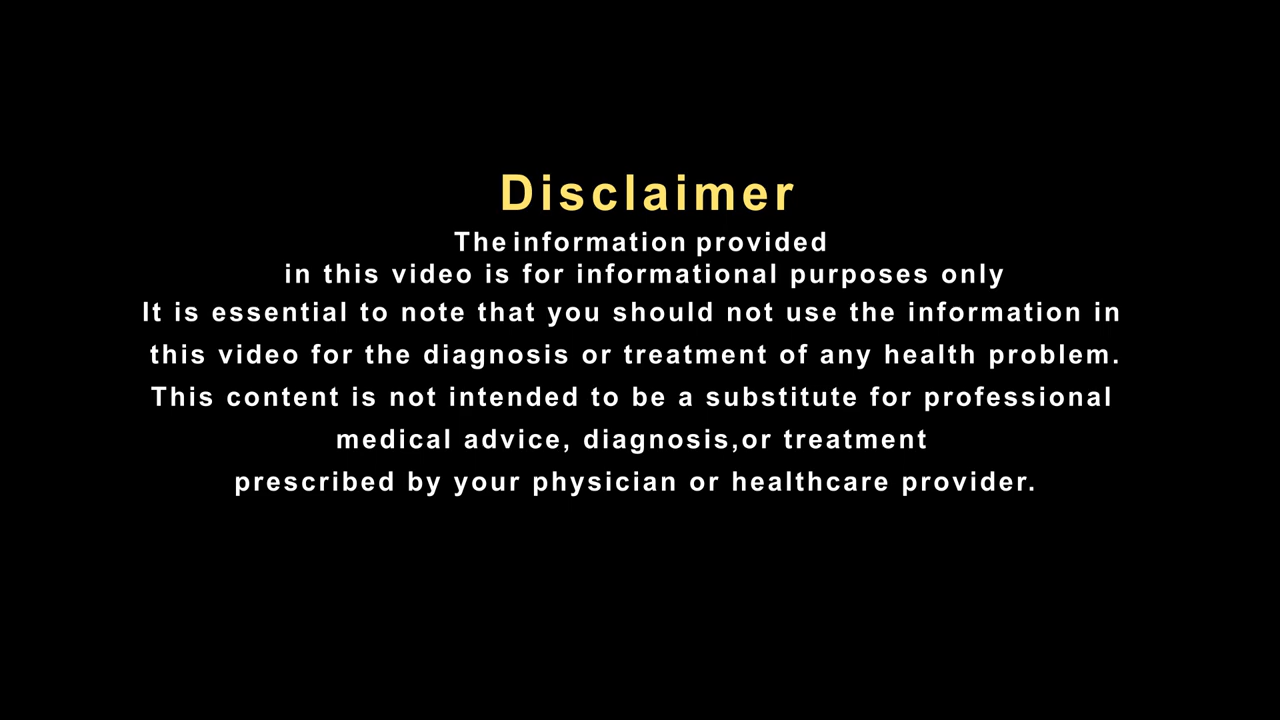 Disclaimer
The information provided
in this video is for informational purposes only
It is essential to note that you should not use the information in
this video for the diagnosis or treatment of any health problem.
This content is not intended to be a substitute for professional
medical advice, diagnosis,or treatment
prescribed by your physician or healthcare provider.